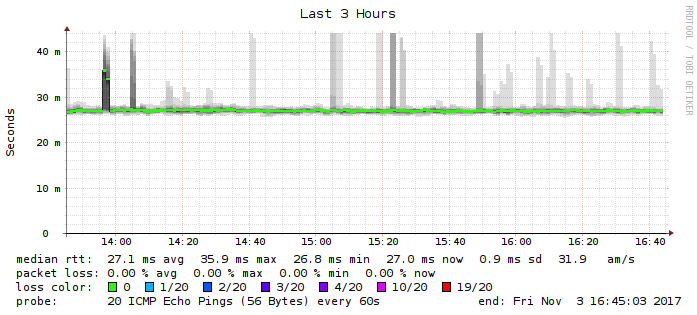 Last 3 Hours
RRDTOOL / TOBI OETIKER
Seconds
40 m
30 m
20 m
10 m
0
14:00 14:20 14:40 15:00 15:20 15:40 16:00 16:20 16:40
median rtt: 27.1 ms avg 35.9 ms max 26.8 ms min 27.0 ms now 0.9 ms sd 31.9 am/s
packet loss: 0.00 % avg 0.00 % max 0.00 % min 0.00 % now
loss color: 0 1/20 2/20 3/20 4/20 10/20 19/20
probe: 20 ICMP Echo Pings (56 Bytes) every 60s end: Fri Nov 3 16:45:03 2017